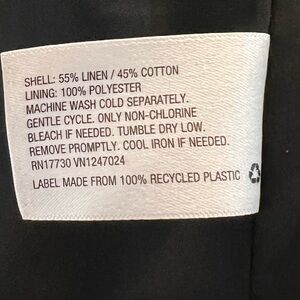 SHELL: 55% LINEN / 45% COTTON
LINING: 100% POLYESTER
MACHINE WASH COLD SEPARATELY.
GENTLE CYCLE. ONLY NON-CHLORINE
BLEACH IF NEEDED. TUMBLE DRY LOW.
REMOVE PROMPTLY. COOL IRON IF NEEDED.
RN17730 VN1247024
LABEL MADE FROM 100% RECYCLED PLASTIC